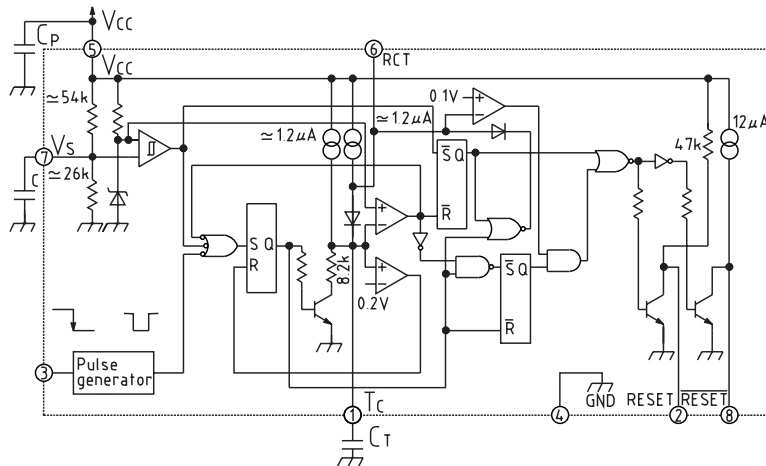 VCC
CP
5
6
VCC
RCT
0.1V
≃54k
≃1.2μA
≃1.2μA
12μA
VS
47k
S̅ Q
7
C
≃26k
R̅
S Q
R
8.2k
S̅Q
0.2V
R̅
3
Pulse
generator
TC
GND
RESET
R̅E̅S̅E̅T̅
1
4
2
8
CT